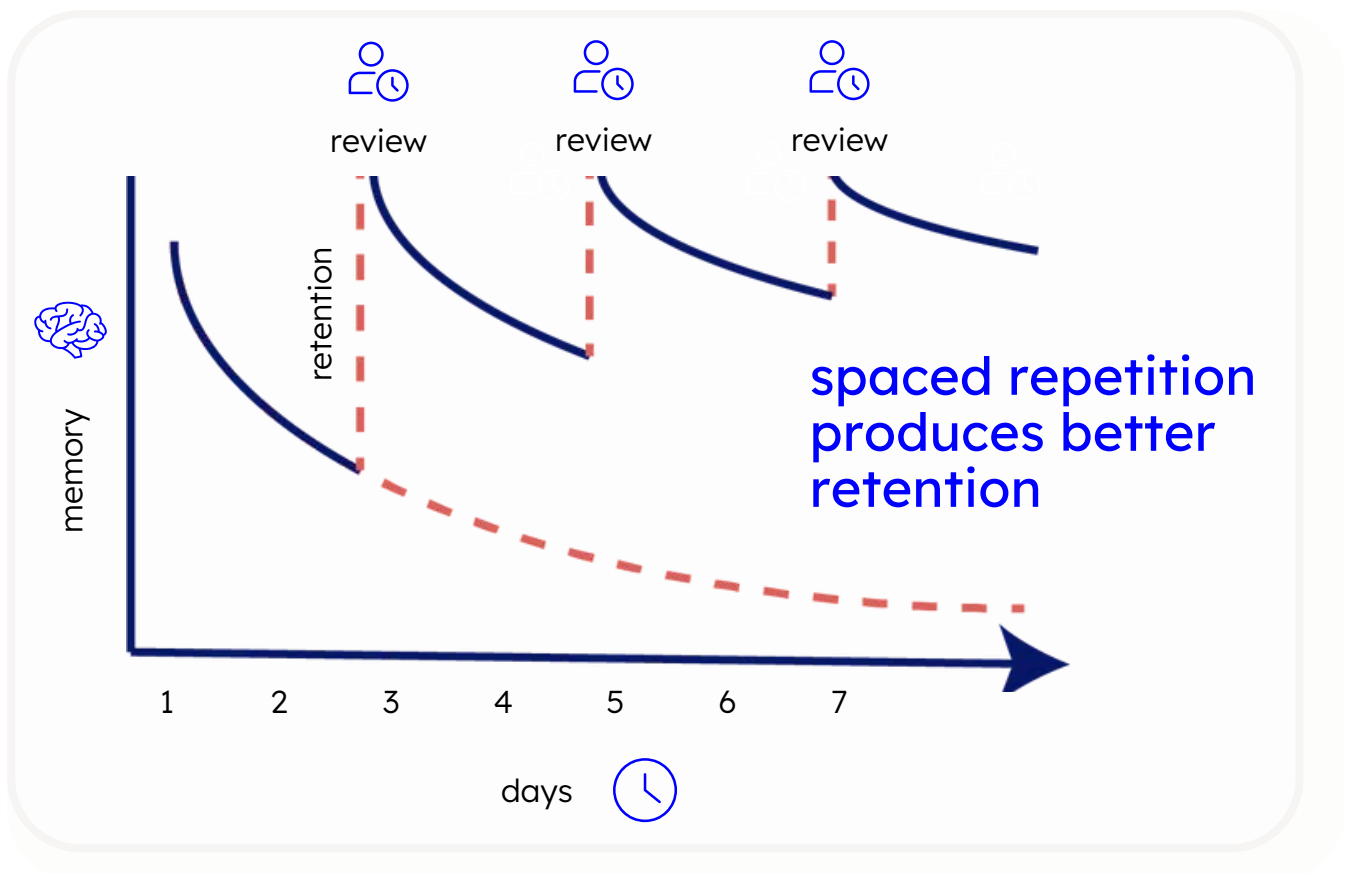 review
review
review
retention
memory
spaced repetition
produces better
retention
1 2 3 4 5 6 7
days